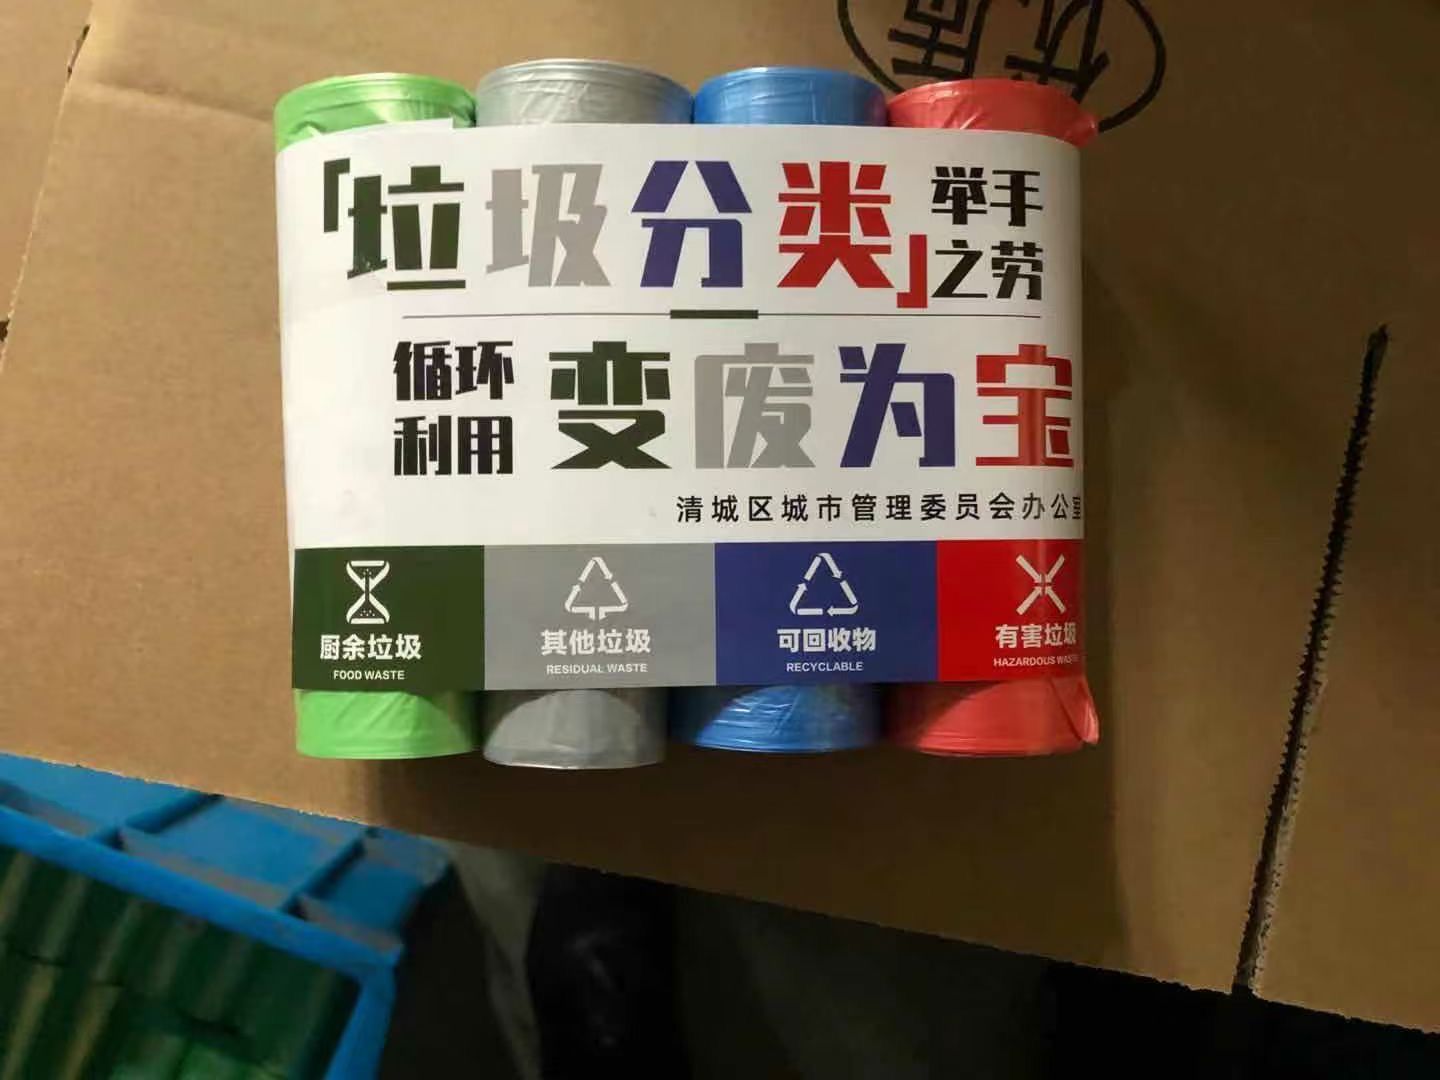 「垃圾分类」举手之劳
循环利用 变废为宝
清城区城市管理委员会办公室
厨余垃圾
FOOD WASTE
其他垃圾
RESIDUAL WASTE
可回收物
RECYCLABLE
有害垃圾
HAZARDOUS WASTE